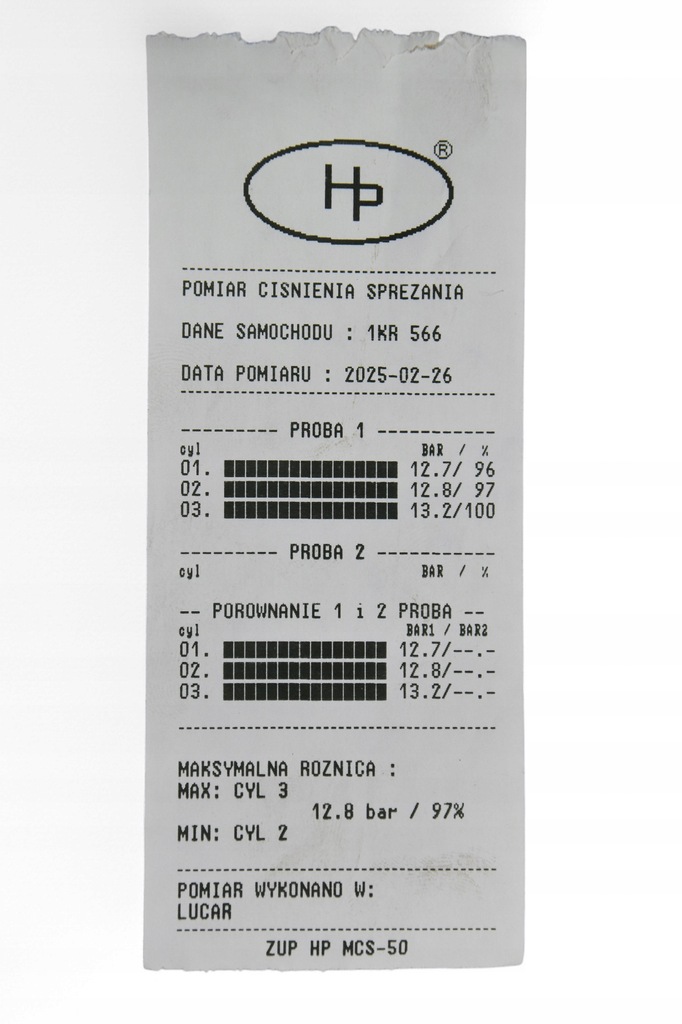 HP ®
POMIAR CISNIENIA SPREZANIA
DANE SAMOCHODU : 1KR 566
DATA POMIARU : 2025-02-26
--------- PROBA 1 -----------
cyl BAR / %
01. 12.7/ 96
02. 12.8/ 97
03. 13.2/100
--------- PROBA 2 -----------
cyl BAR / %
-- POROWNANIE 1 i 2 PROBA --
cyl BAR1 / BAR2
01. 12.7/--.-
02. 12.8/--.-
03. 13.2/--.-
MAKSYMALNA ROZNICA :
MAX: CYL 3
12.8 bar / 97%
MIN: CYL 2
POMIAR WYKONANO W:
LUCAR
ZUP HP MCS-50